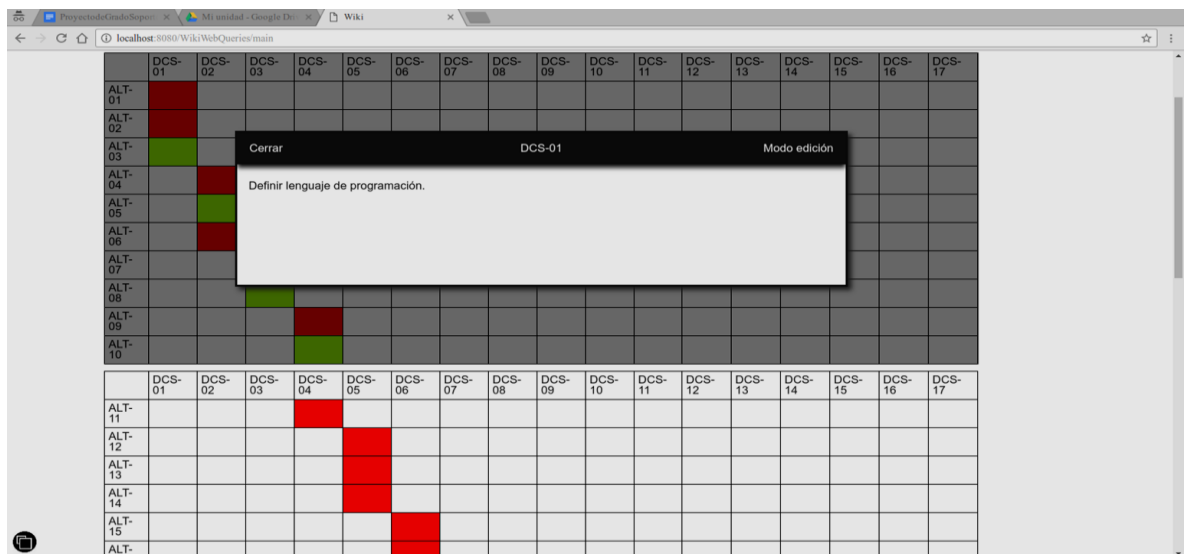 ProyectodeGradoSopor
Mi unidad - Google Dri
Wiki
localhost:8080/WikiWebQueries/main
DCS-01 DCS-02 DCS-03 DCS-04 DCS-05 DCS-06 DCS-07 DCS-08 DCS-09 DCS-10 DCS-11 DCS-12 DCS-13 DCS-14 DCS-15 DCS-16 DCS-17
ALT-01
ALT-02
ALT-03
Cerrar DCS-01 Modo edición
ALT-04
Definir lenguaje de programación.
ALT-05
ALT-06
ALT-07
ALT-08
ALT-09
ALT-10
DCS-01 DCS-02 DCS-03 DCS-04 DCS-05 DCS-06 DCS-07 DCS-08 DCS-09 DCS-10 DCS-11 DCS-12 DCS-13 DCS-14 DCS-15 DCS-16 DCS-17
ALT-11
ALT-12
ALT-13
ALT-14
ALT-15
ALT-